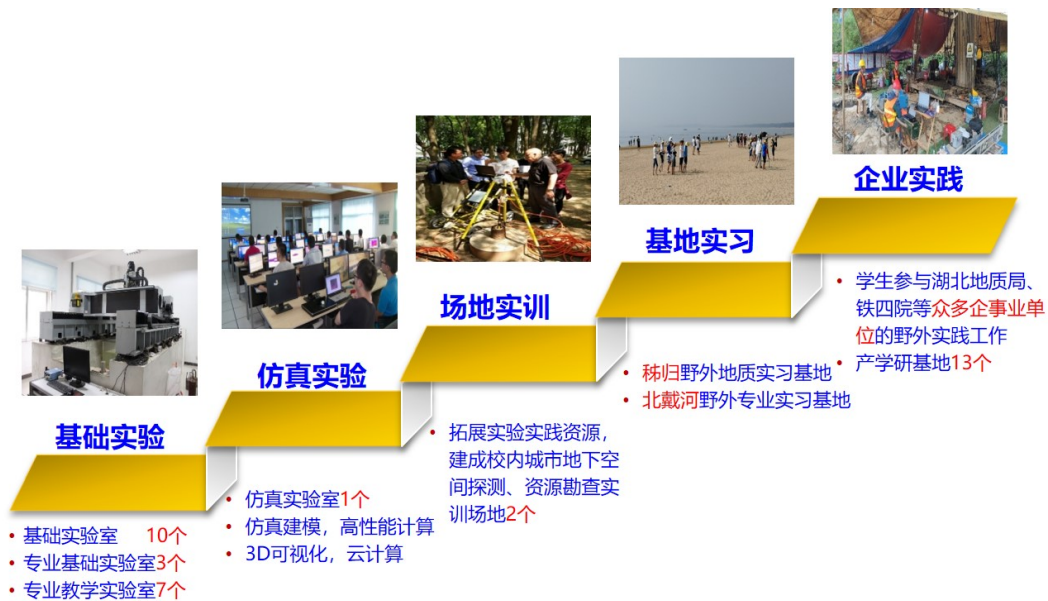 基础实验
• 基础实验室 10个
• 专业基础实验室3个
• 专业教学实验室7个
仿真实验
• 仿真实验室1个
• 仿真建模，高性能计算
• 3D可视化，云计算
场地实训
• 拓展实验实践资源，
建成校内城市地下空
间探测、资源勘查实
训场地2个
基地实习
• 秭归野外地质实习基地
• 北戴河野外专业实习基地
企业实践
• 学生参与湖北地质局、
铁四院等众多企事业单
位的野外实践工作
• 产学研基地13个